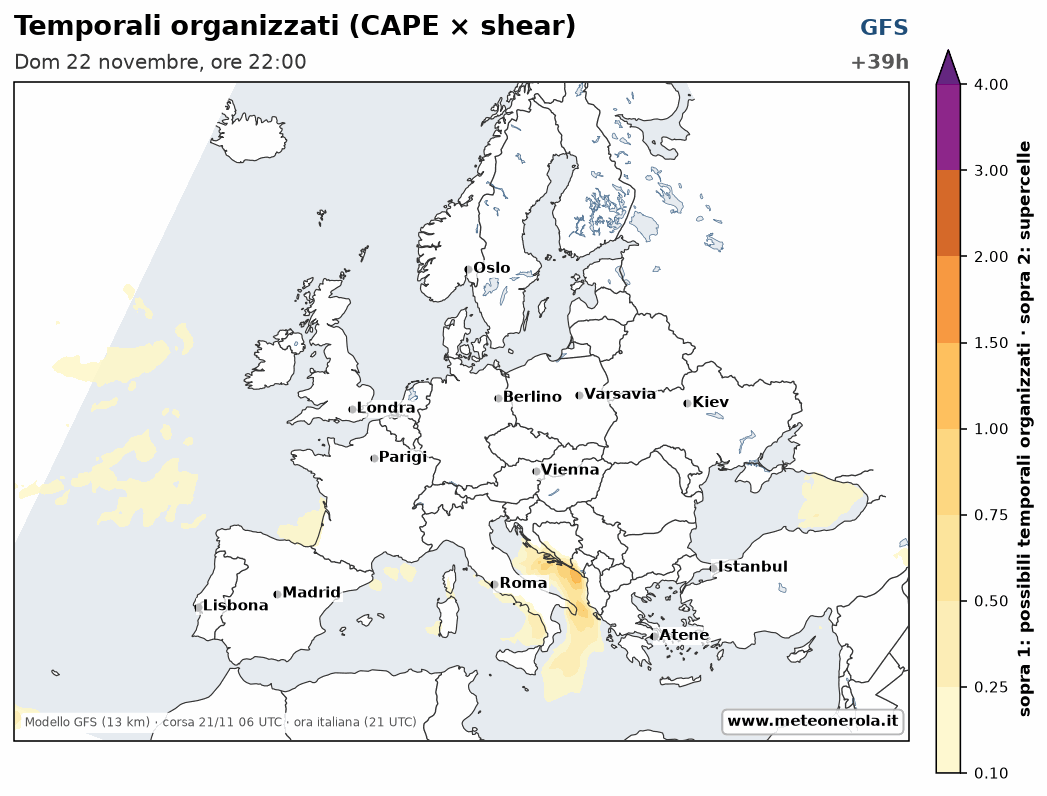 Temporali organizzati (CAPE × shear)
GFS
Dom 22 novembre, ore 22:00
+39h
4.00
3.00
2.00
1.50
1.00
0.75
0.50
0.25
0.10
sopra 1: possibili temporali organizzati · sopra 2: supercelle
Oslo
Berlino
Varsavia
Kiev
Londra
Parigi
Vienna
Istanbul
Roma
Madrid
Lisbona
Atene
Modello GFS (13 km) · corsa 21/11 06 UTC · ora italiana (21 UTC)
www.meteonerola.it